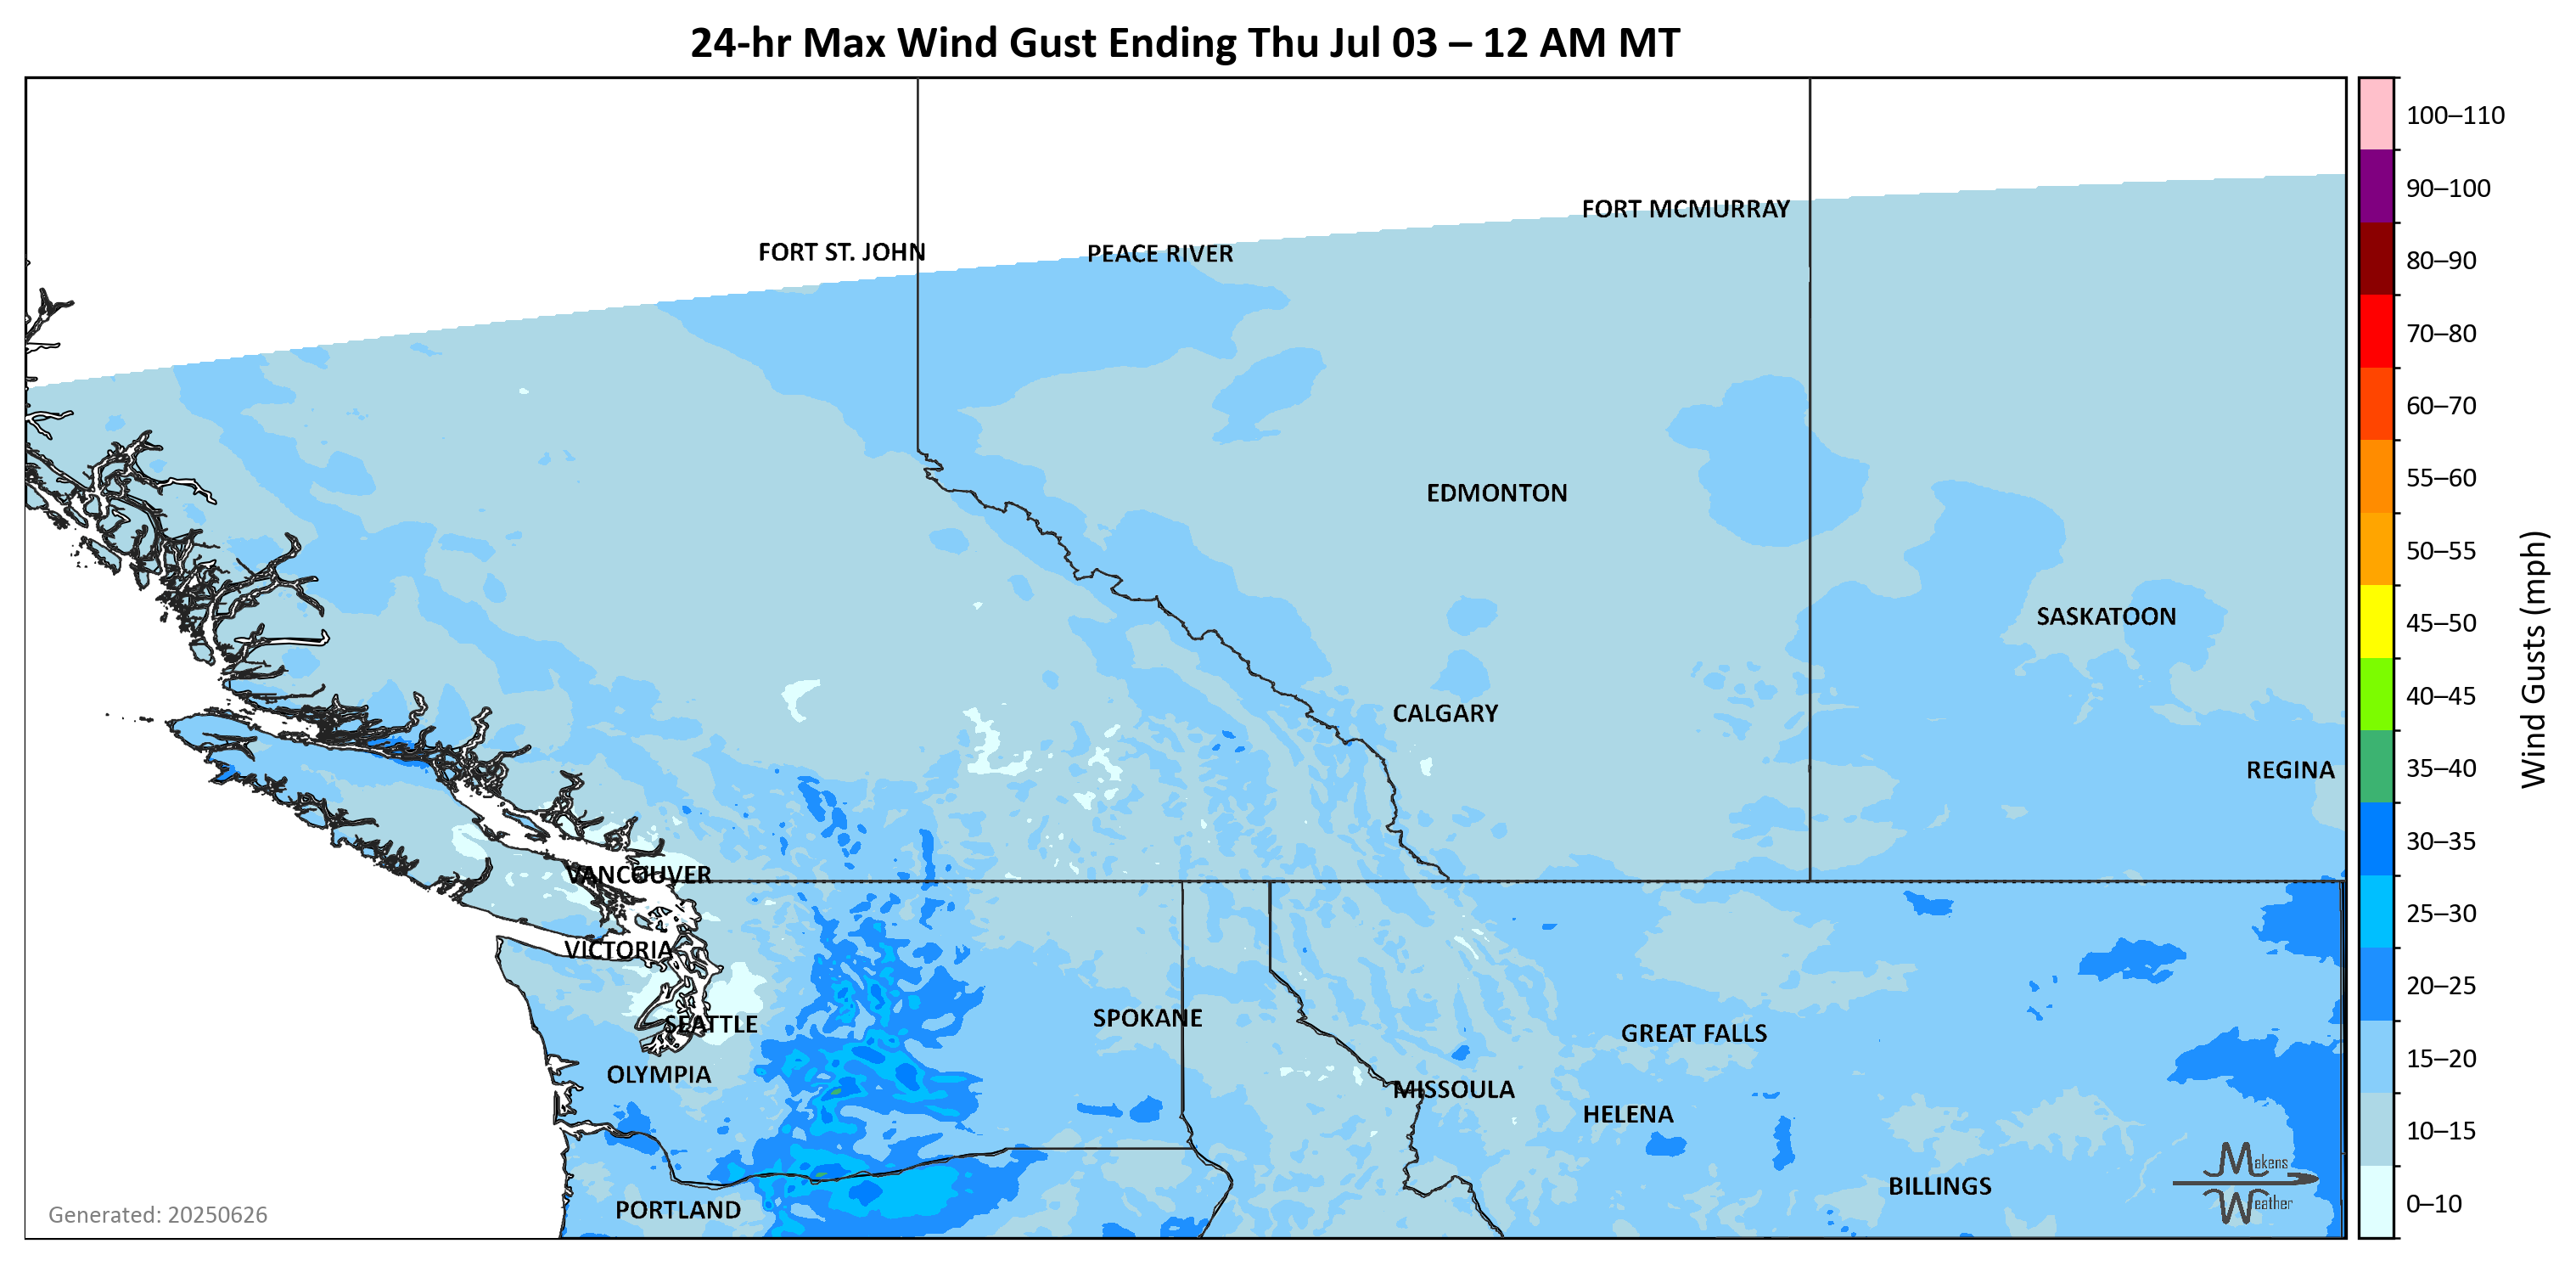 24-hr Max Wind Gust Ending Thu Jul 03 – 12 AM MT
100–110
90–100
80–90
70–80
60–70
55–60
50–55
45–50
40–45
35–40
30–35
25–30
20–25
15–20
10–15
0–10
Wind Gusts (mph)
FORT MCMURRAY
FORT ST. JOHN
PEACE RIVER
EDMONTON
SASKATOON
CALGARY
REGINA
VANCOUVER
VICTORIA
SEATTLE
SPOKANE
GREAT FALLS
OLYMPIA
MISSOULA
HELENA
BILLINGS
PORTLAND
Makens
Weather
Generated: 20250626